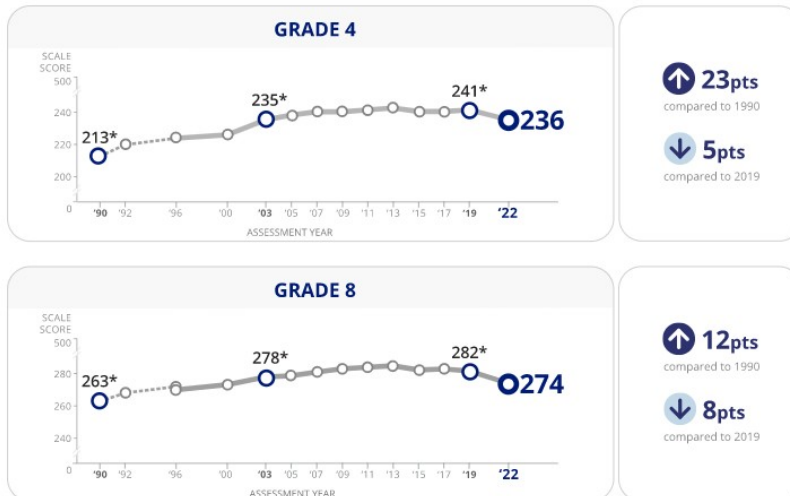 GRADE 4
SCALE
SCORE
500
240
220
200
0
213*
235*
241*
236
'90 '92 '96 '00 '03 '05 '07 '09 '11 '13 '15 '17 '19 '22
ASSESSMENT YEAR
23pts
compared to 1990
5pts
compared to 2019
GRADE 8
SCALE
SCORE
500
280
260
240
0
263*
278*
282*
274
'90 '92 '96 '00 '03 '05 '07 '09 '11 '13 '15 '17 '19 '22
ASSESSMENT YEAR
12pts
compared to 1990
8pts
compared to 2019